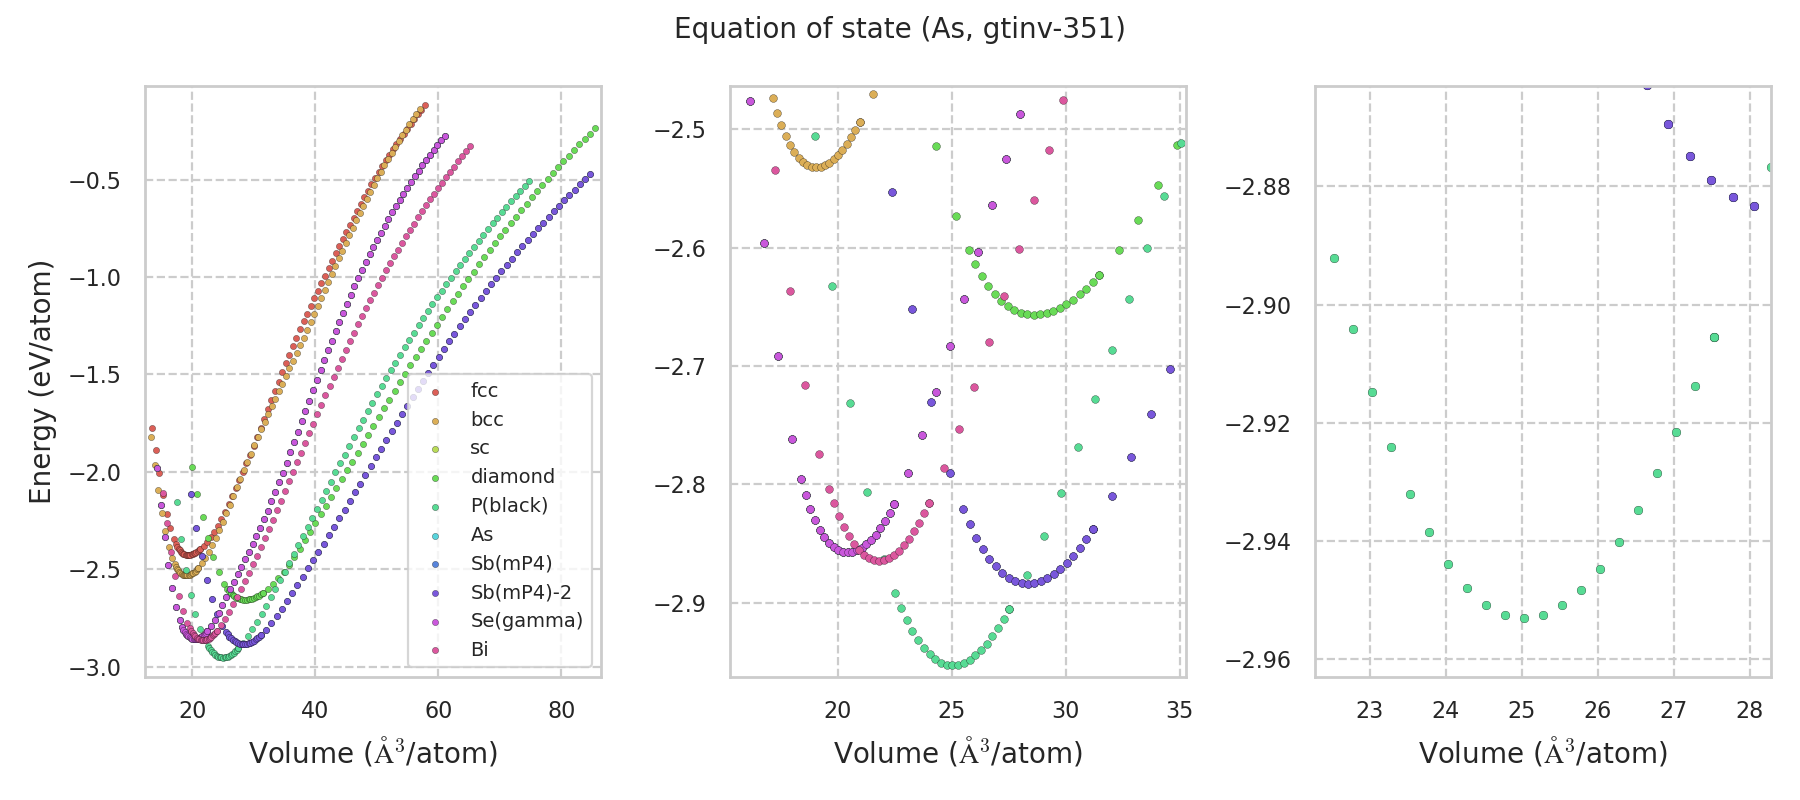 Equation of state (As, gtinv-351)
Energy (eV/atom)
−0.5
−1.0
−1.5
−2.0
−2.5
−3.0
20 40 60 80
Volume (Å³/atom)
fcc
bcc
sc
diamond
P(black)
As
Sb(mP4)
Sb(mP4)-2
Se(gamma)
Bi
−2.5
−2.6
−2.7
−2.8
−2.9
20 25 30 35
Volume (Å³/atom)
−2.88
−2.90
−2.92
−2.94
−2.96
23 24 25 26 27 28
Volume (Å³/atom)